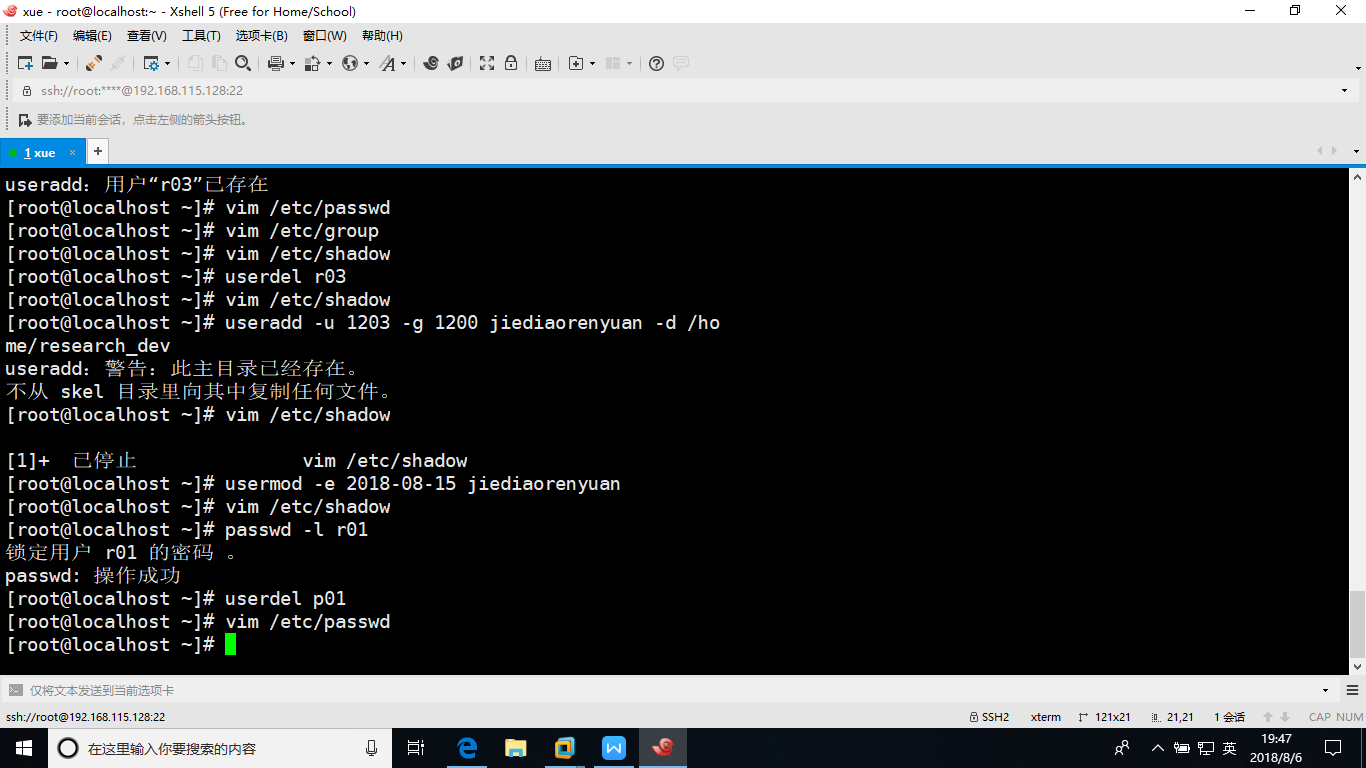 xue - root@localhost:~ - Xshell 5 (Free for Home/School)
文件(F) 编辑(E) 查看(V) 工具(T) 选项卡(B) 窗口(W) 帮助(H)
ssh://root:****@192.168.115.128:22
要添加当前会话，点击左侧的箭头按钮。
1 xue × +
useradd：用户“r03”已存在
[root@localhost ~]# vim /etc/passwd
[root@localhost ~]# vim /etc/group
[root@localhost ~]# vim /etc/shadow
[root@localhost ~]# userdel r03
[root@localhost ~]# vim /etc/shadow
[root@localhost ~]# useradd -u 1203 -g 1200 jiediaorenyuan -d /ho
me/research_dev
useradd：警告：此主目录已经存在。
不从 skel 目录里向其中复制任何文件。
[root@localhost ~]# vim /etc/shadow
[1]+  已停止               vim /etc/shadow
[root@localhost ~]# usermod -e 2018-08-15 jiediaorenyuan
[root@localhost ~]# vim /etc/shadow
[root@localhost ~]# passwd -l r01
锁定用户 r01 的密码 。
passwd: 操作成功
[root@localhost ~]# userdel p01
[root@localhost ~]# vim /etc/passwd
[root@localhost ~]#
仅将文本发送到当前选项卡
ssh://root@192.168.115.128:22 SSH2 xterm 121x21 21,21 1 会话 CAP NUM
在这里输入你要搜索的内容
英
19:47
2018/8/6